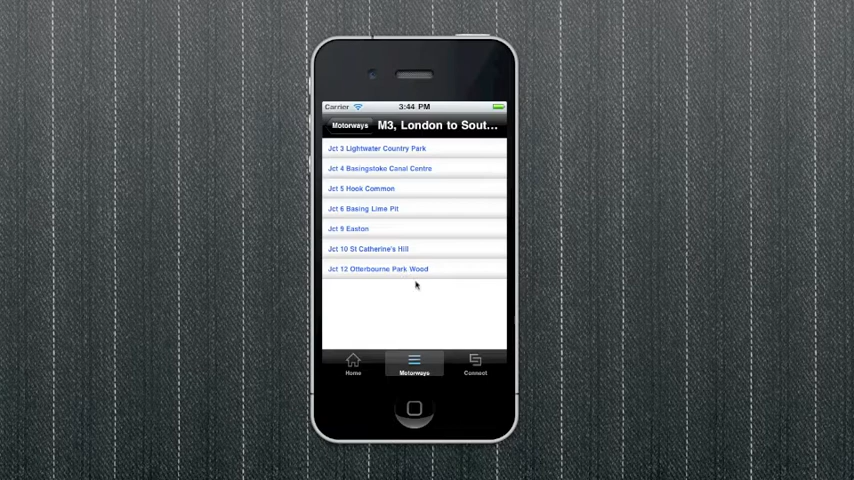 Carrier 3:44 PM
Motorways M3, London to Sout...
Jct 3 Lightwater Country Park
Jct 4 Basingstoke Canal Centre
Jct 5 Hook Common
Jct 6 Basing Lime Pit
Jct 9 Easton
Jct 10 St Catherine's Hill
Jct 12 Otterbourne Park Wood
Home Motorways Connect